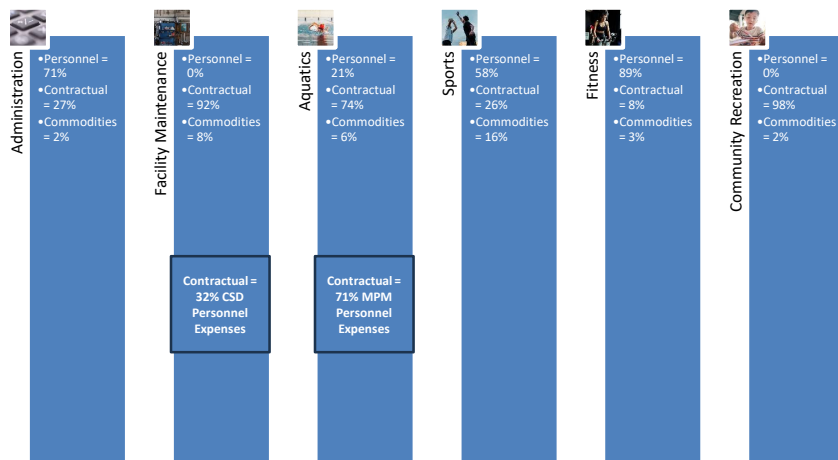 Administration
•Personnel =
71%
•Contractual
= 27%
•Commodities
= 2%
Facility Maintenance
•Personnel =
0%
•Contractual
= 92%
•Commodities
= 8%
Contractual =
32% CSD
Personnel
Expenses
Aquatics
•Personnel =
21%
•Contractual
= 74%
•Commodities
= 6%
Contractual =
71% MPM
Personnel
Expenses
Sports
•Personnel =
58%
•Contractual
= 26%
•Commodities
= 16%
Fitness
•Personnel =
89%
•Contractual
= 8%
•Commodities
= 3%
Community Recreation
•Personnel =
0%
•Contractual
= 98%
•Commodities
= 2%